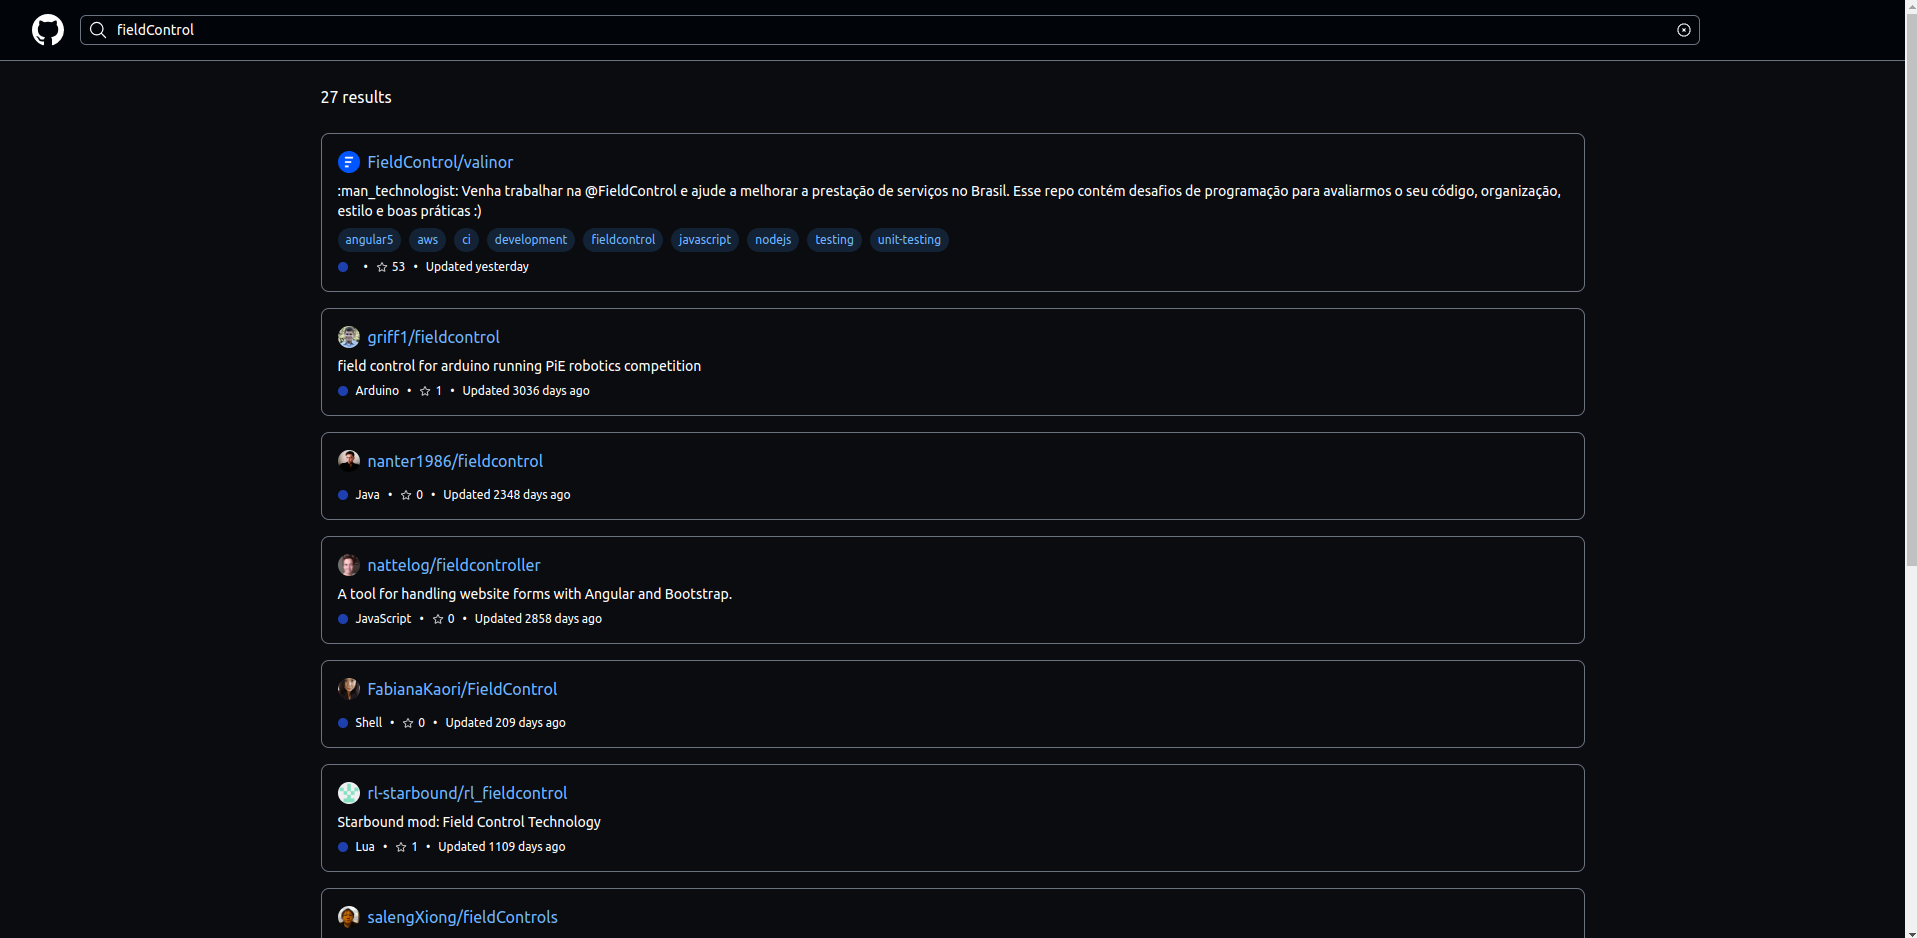 fieldControl
27 results
FieldControl/valinor
:man_technologist: Venha trabalhar na @FieldControl e ajude a melhorar a prestação de serviços no Brasil. Esse repo contém desafios de programação para avaliarmos o seu código, organização,
estilo e boas práticas :)
angular5 aws ci development fieldcontrol javascript nodejs testing unit-testing
• 53 • Updated yesterday
griff1/fieldcontrol
field control for arduino running PiE robotics competition
Arduino • 1 • Updated 3036 days ago
nanter1986/fieldcontrol
Java • 0 • Updated 2348 days ago
nattelog/fieldcontroller
A tool for handling website forms with Angular and Bootstrap.
JavaScript • 0 • Updated 2858 days ago
FabianaKaori/FieldControl
Shell • 0 • Updated 209 days ago
rl-starbound/rl_fieldcontrol
Starbound mod: Field Control Technology
Lua • 1 • Updated 1109 days ago
salengXiong/fieldControls